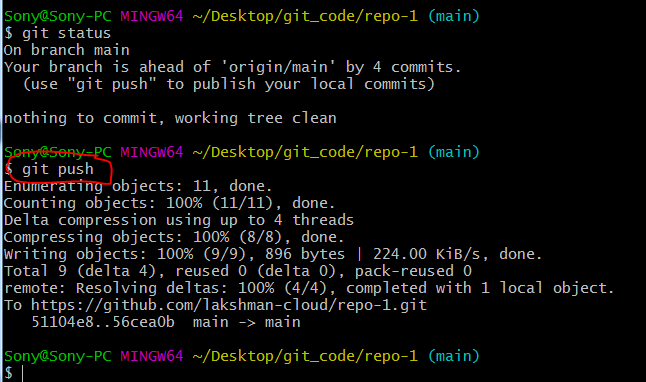 Sony@Sony-PC MINGW64 ~/Desktop/git_code/repo-1 (main)
$ git status
On branch main
Your branch is ahead of 'origin/main' by 4 commits.
  (use "git push" to publish your local commits)
nothing to commit, working tree clean
Sony@Sony-PC MINGW64 ~/Desktop/git_code/repo-1 (main)
$ git push
Enumerating objects: 11, done.
Counting objects: 100% (11/11), done.
Delta compression using up to 4 threads
Compressing objects: 100% (8/8), done.
Writing objects: 100% (9/9), 896 bytes | 224.00 KiB/s, done.
Total 9 (delta 4), reused 0 (delta 0), pack-reused 0
remote: Resolving deltas: 100% (4/4), completed with 1 local object.
To https://github.com/lakshman-cloud/repo-1.git
   51104e8..56cea0b  main -> main
Sony@Sony-PC MINGW64 ~/Desktop/git_code/repo-1 (main)
$